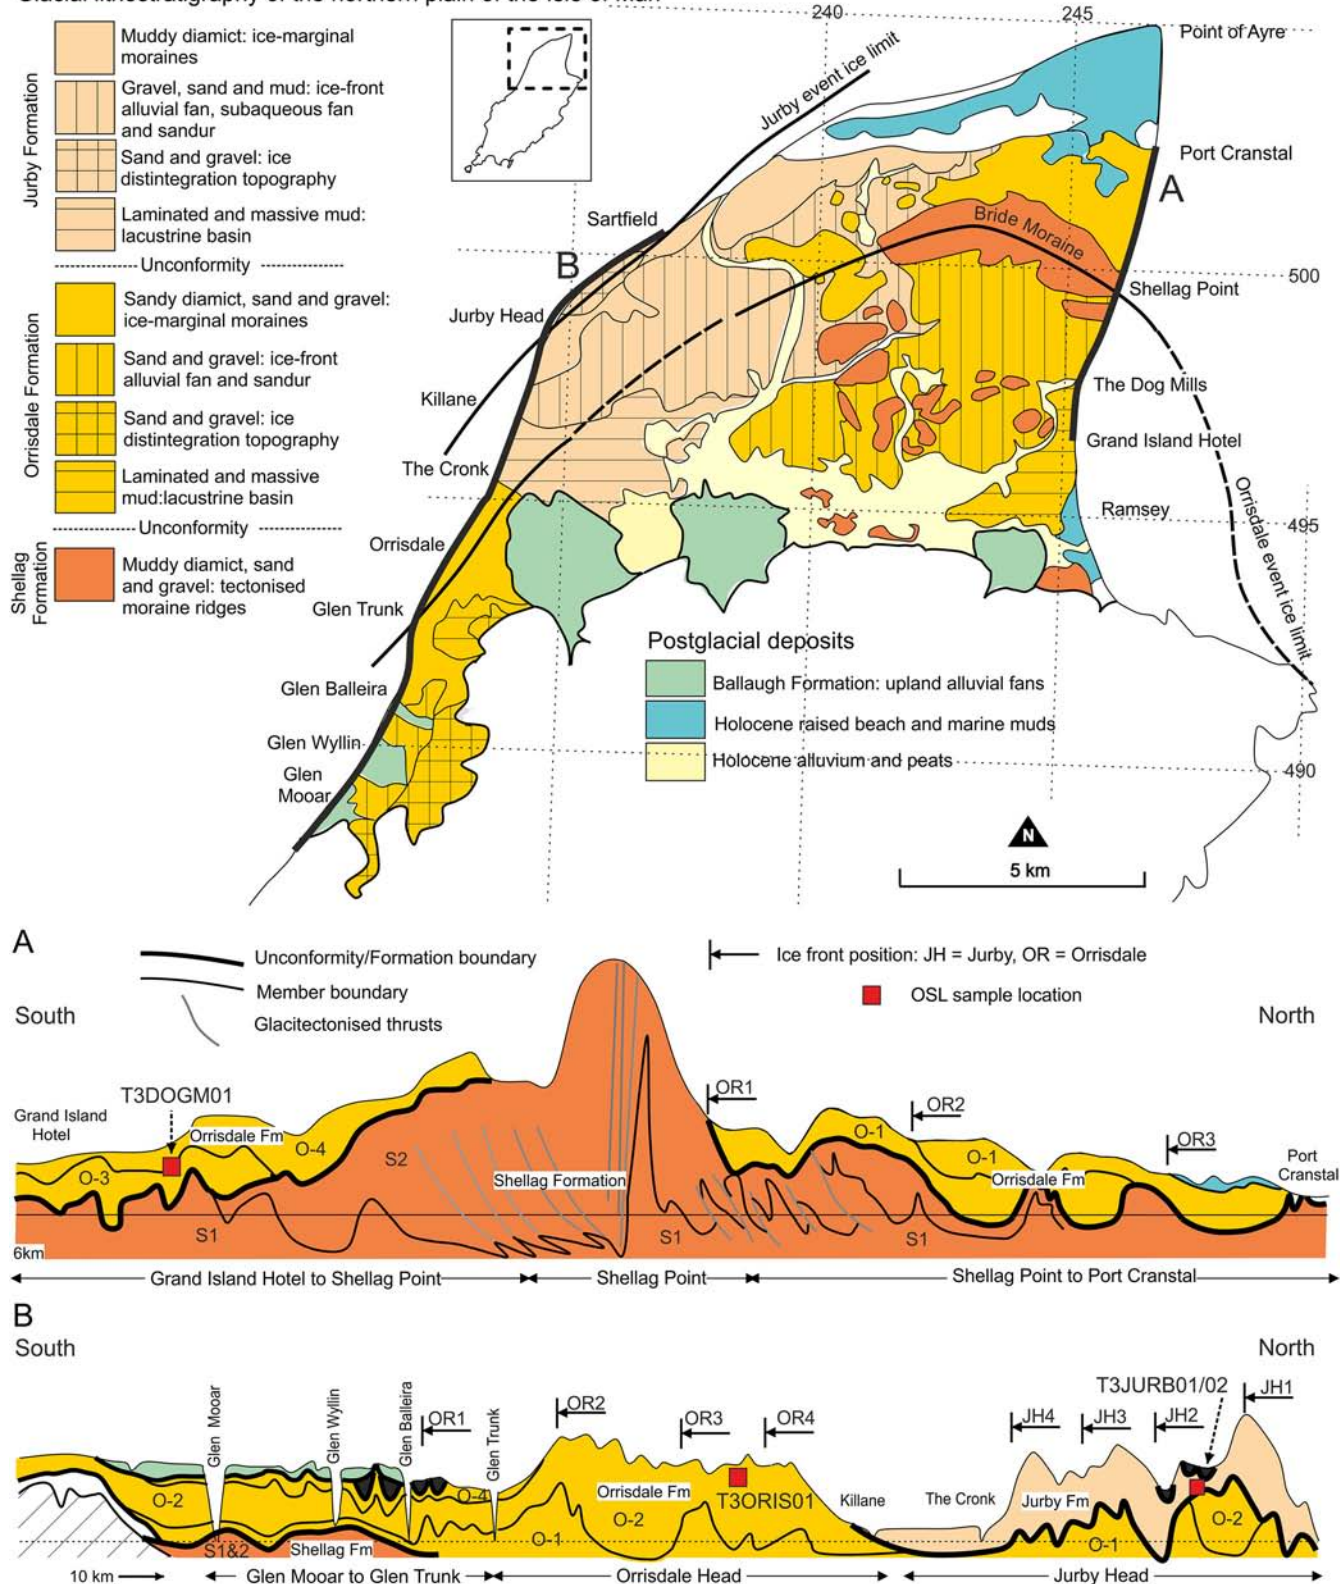 Glacial lithostratigraphy of the northern plain of the Isle of Man
Jurby Formation
Muddy diamict: ice-marginal
moraines
Gravel, sand and mud: ice-front
alluvial fan, subaqueous fan
and sandur
Sand and gravel: ice
distintegration topography
Laminated and massive mud:
lacustrine basin
Unconformity
Orrisdale Formation
Sandy diamict, sand and gravel:
ice-marginal moraines
Sand and gravel: ice-front
alluvial fan and sandur
Sand and gravel: ice
distintegration topography
Laminated and massive
mud:lacustrine basin
Unconformity
Shellag
Formation
Muddy diamict, sand
and gravel: tectonised
moraine ridges
240
245
Point of Ayre
Jurby event ice limit
Port Cranstal
A
Sartfield
Bride Moraine
B
500
Shellag Point
Jurby Head
The Dog Mills
Killane
Grand Island Hotel
The Cronk
Orrisdale event ice limit
Ramsey
495
Orrisdale
Glen Trunk
Glen Balleira
Glen Wyllin
Glen
Mooar
490
Postglacial deposits
Ballaugh Formation: upland alluvial fans
Holocene raised beach and marine muds
Holocene alluvium and peats
N
5 km
A
Unconformity/Formation boundary
Member boundary
Glacitectonised thrusts
Ice front position: JH = Jurby, OR = Orrisdale
OSL sample location
South
North
T3DOGM01
Grand Island
Hotel
Orrisdale Fm
O-3
O-4
S2
S1
Shellag Formation
S1
OR1
O-1
OR2
O-1
Orrisdale Fm
S1
OR3
Port
Cranstal
6km
Grand Island Hotel to Shellag Point
Shellag Point
Shellag Point to Port Cranstal
B
South
North
Glen Mooar
Glen Wyllin
Glen Balleira
OR1
Glen Trunk
OR2
OR3
OR4
T3JURB01/02
JH4
JH3
JH2
JH1
O-2
O-4
Orrisdale Fm
O-2
T3ORIS01
O-1
Killane
The Cronk
Jurby Fm
O-1
O-2
S1&2
Shellag Fm
10 km
Glen Mooar to Glen Trunk
Orrisdale Head
Jurby Head